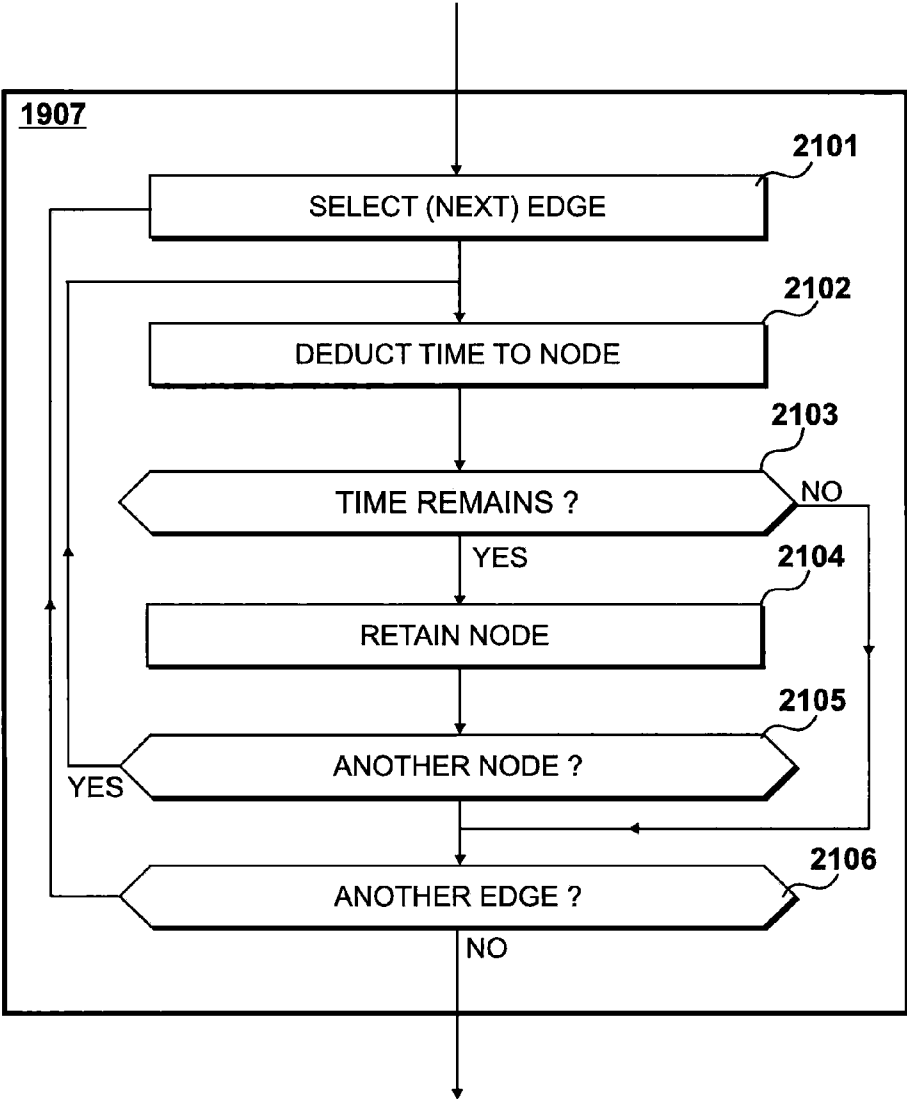 1907
2101
SELECT (NEXT) EDGE
2102
DEDUCT TIME TO NODE
2103
TIME REMAINS ?
NO
YES
2104
RETAIN NODE
2105
ANOTHER NODE ?
YES
2106
ANOTHER EDGE ?
NO